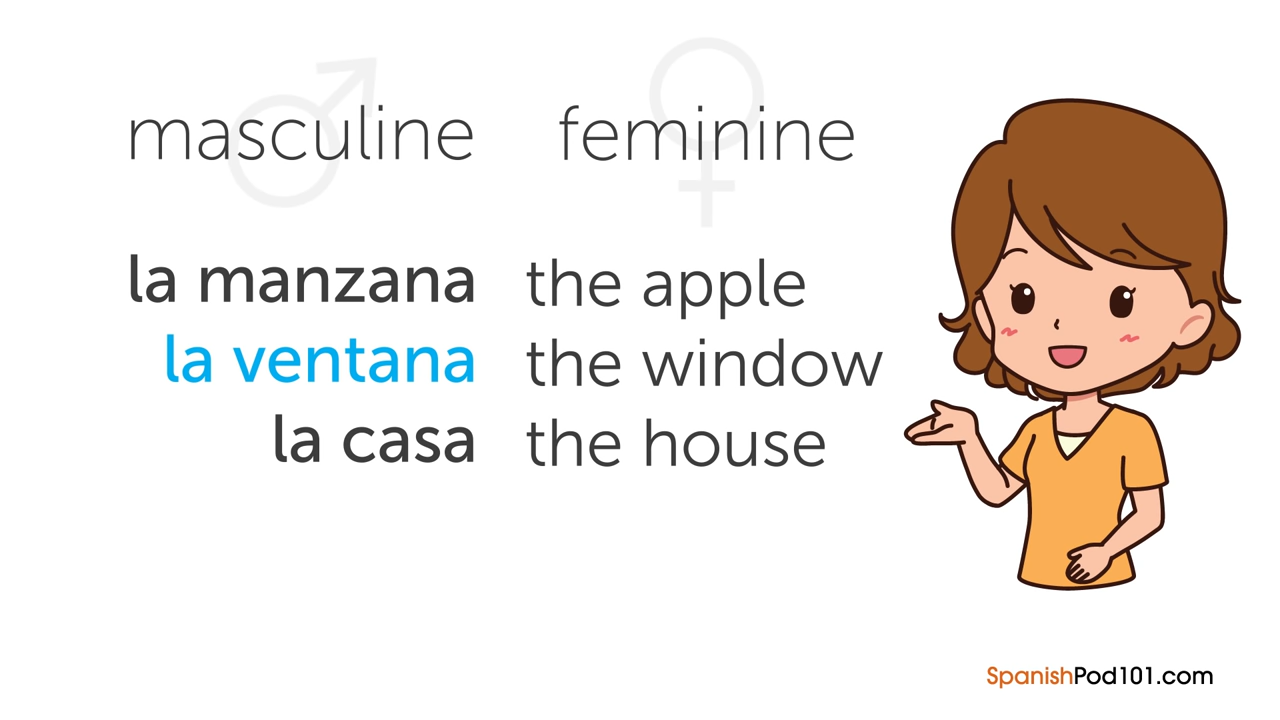 masculine feminine
la manzana the apple
la ventana the window
la casa the house
SpanishPod101.com